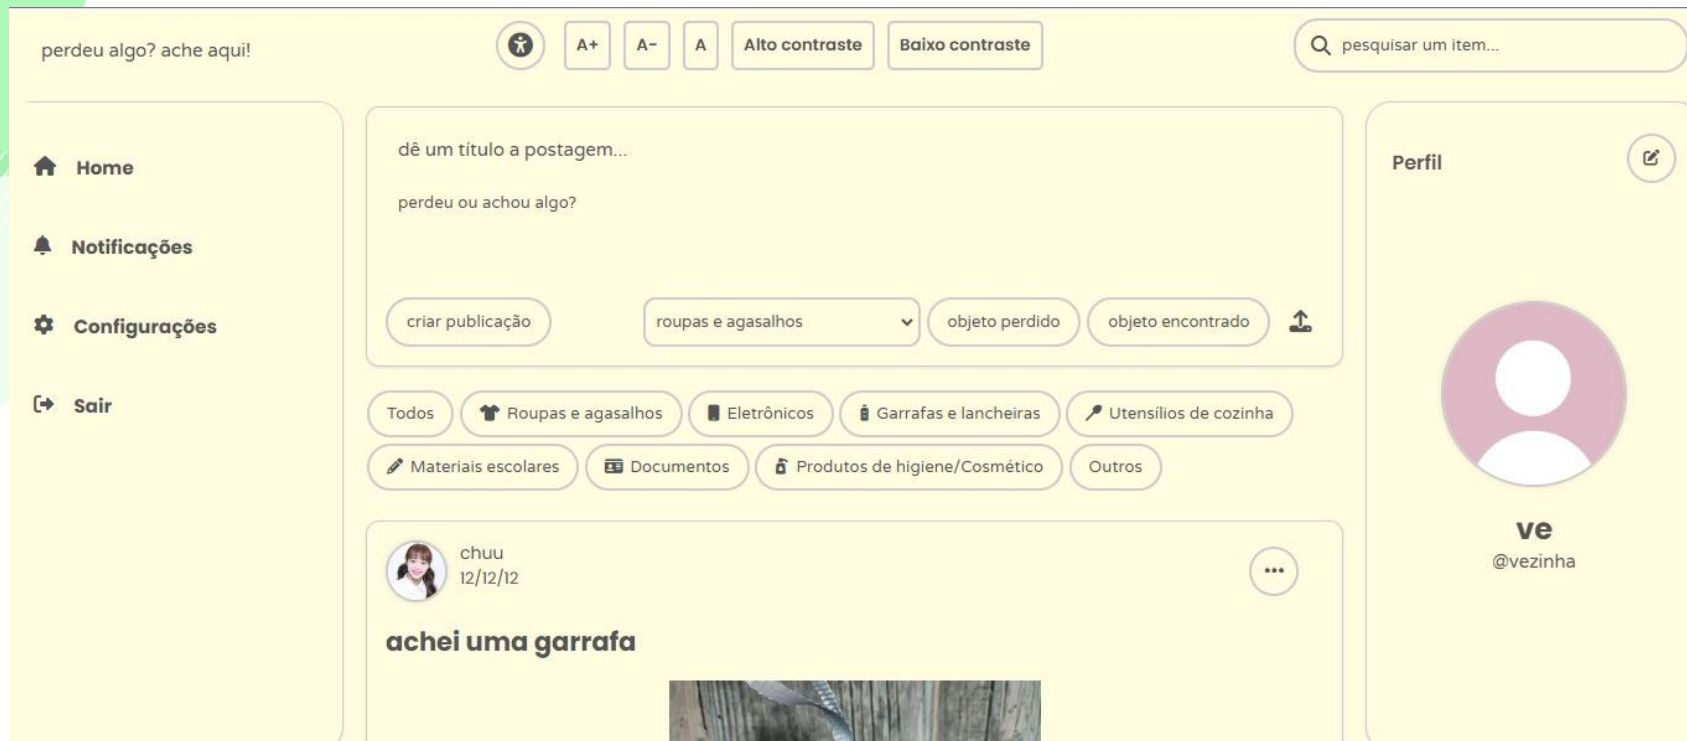 perdeu algo? ache aqui!
A+
A-
A
Alto contraste
Baixo contraste
pesquisar um item...
Home
Notificações
Configurações
Sair
dê um título a postagem...
perdeu ou achou algo?
criar publicação
roupas e agasalhos
objeto perdido
objeto encontrado
Todos
Roupas e agasalhos
Eletrônicos
Garrafas e lancheiras
Utensílios de cozinha
Materiais escolares
Documentos
Produtos de higiene/Cosmético
Outros
chuu
12/12/12
achei uma garrafa
Perfil
ve
@vezinha